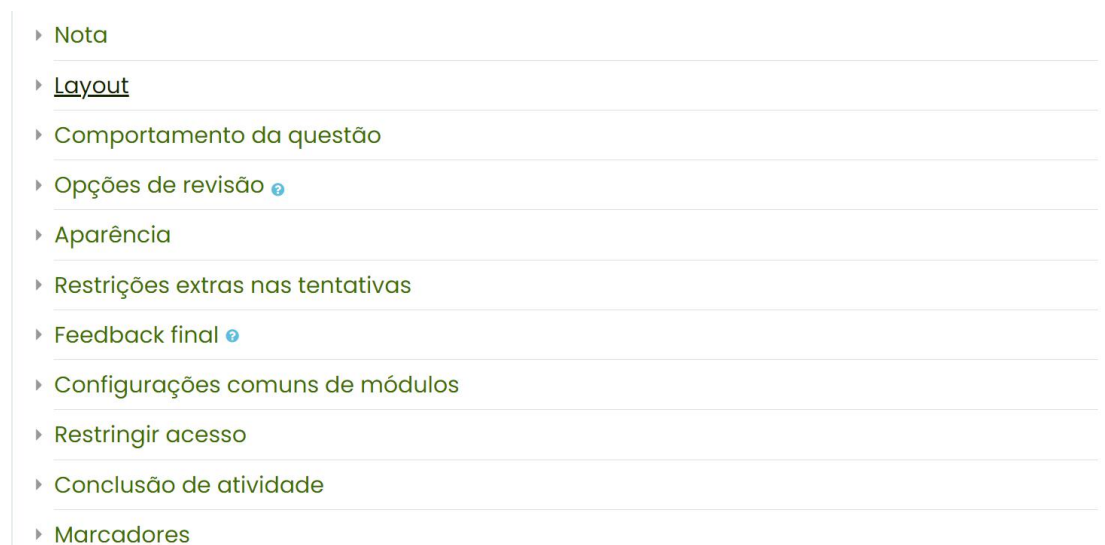 Nota
Layout
Comportamento da questão
Opções de revisão ?
Aparência
Restrições extras nas tentativas
Feedback final ?
Configurações comuns de módulos
Restringir acesso
Conclusão de atividade
Marcadores